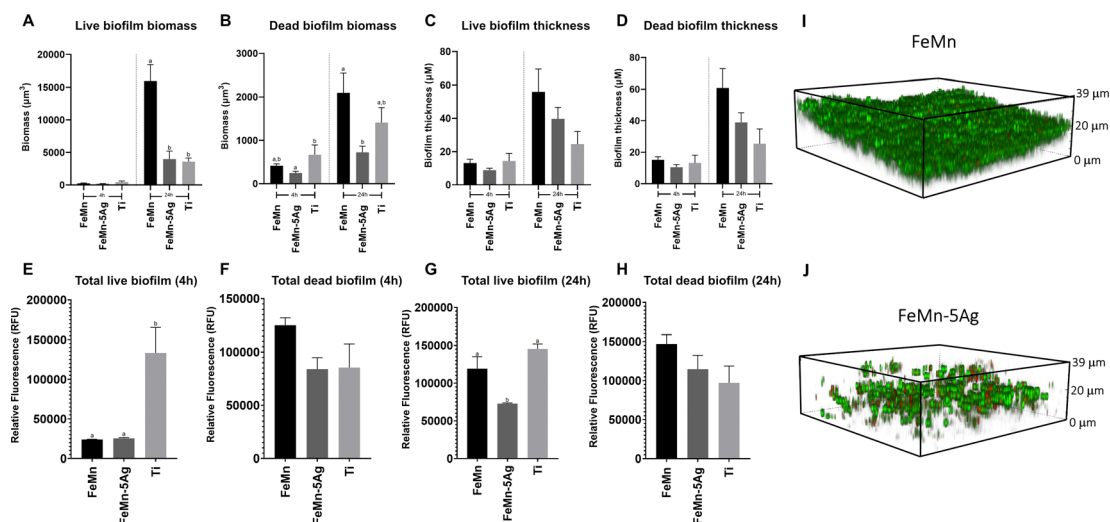 A
Live biofilm biomass
Biomass (µm³)
20000
15000
10000
5000
0
a
b
b
4h
24h
FeMn
FeMn-5Ag
Ti
FeMn
FeMn-5Ag
Ti
B
Dead biofilm biomass
Biomass (µm³)
3000
2000
1000
0
a,b
a
b
a
b
a,b
4h
24h
FeMn
FeMn-5Ag
Ti
FeMn
FeMn-5Ag
Ti
C
Live biofilm thickness
Biofilm thickness (µM)
80
60
40
20
0
4h
24h
FeMn
FeMn-5Ag
Ti
FeMn
FeMn-5Ag
Ti
D
Dead biofilm thickness
Biofilm thickness (µM)
80
60
40
20
0
4h
24h
FeMn
FeMn-5Ag
Ti
FeMn
FeMn-5Ag
Ti
I
FeMn
39 µm
20 µm
0 µm
E
Total live biofilm (4h)
Relative Fluorescence (RFU)
200000
150000
100000
50000
0
a
a
b
FeMn
FeMn-5Ag
Ti
F
Total dead biofilm (4h)
Relative Fluorescence (RFU)
150000
100000
50000
0
FeMn
FeMn-5Ag
Ti
G
Total live biofilm (24h)
Relative Fluorescence (RFU)
200000
150000
100000
50000
0
a
b
a
FeMn
FeMn-5Ag
Ti
H
Total dead biofilm (24h)
Relative Fluorescence (RFU)
200000
150000
100000
50000
0
FeMn
FeMn-5Ag
Ti
J
FeMn-5Ag
39 µm
20 µm
0 µm